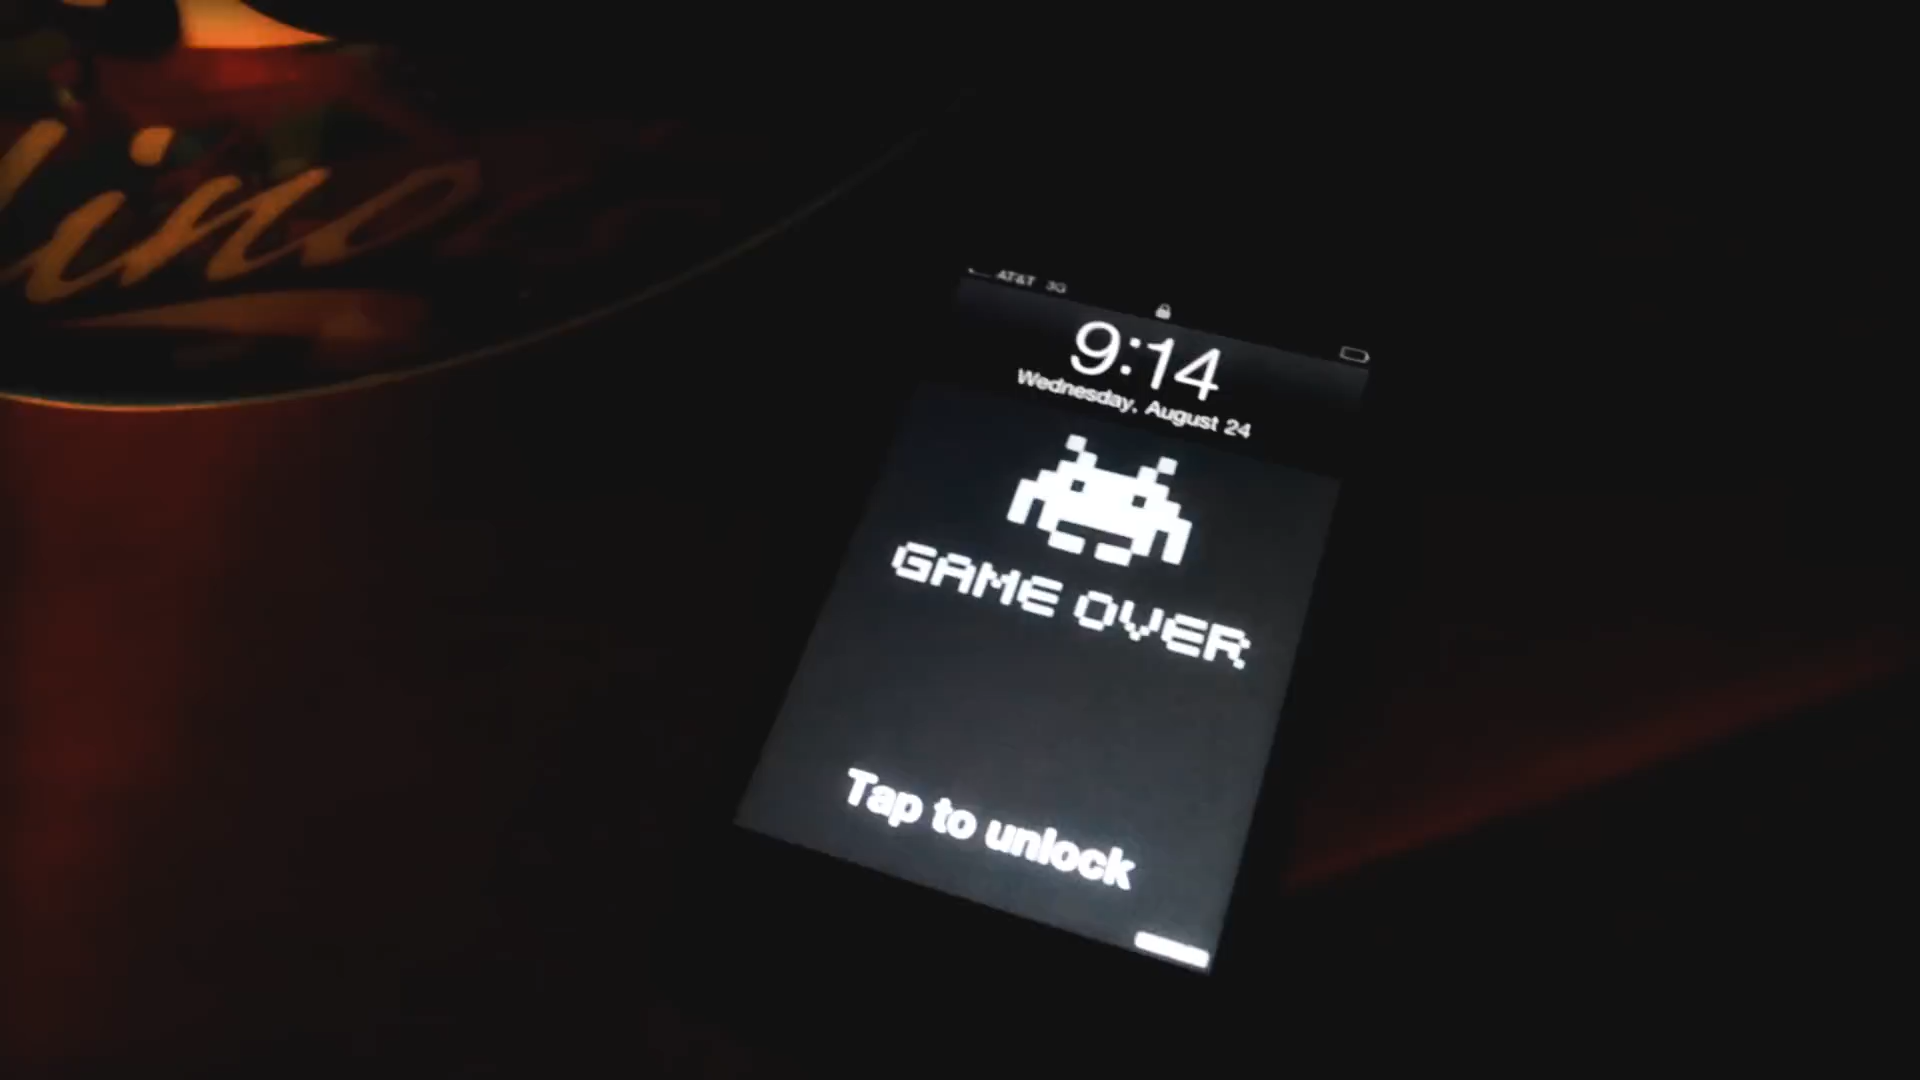 AT&T 3G
9:14
Wednesday, August 24
GAME OVER
Tap to unlock